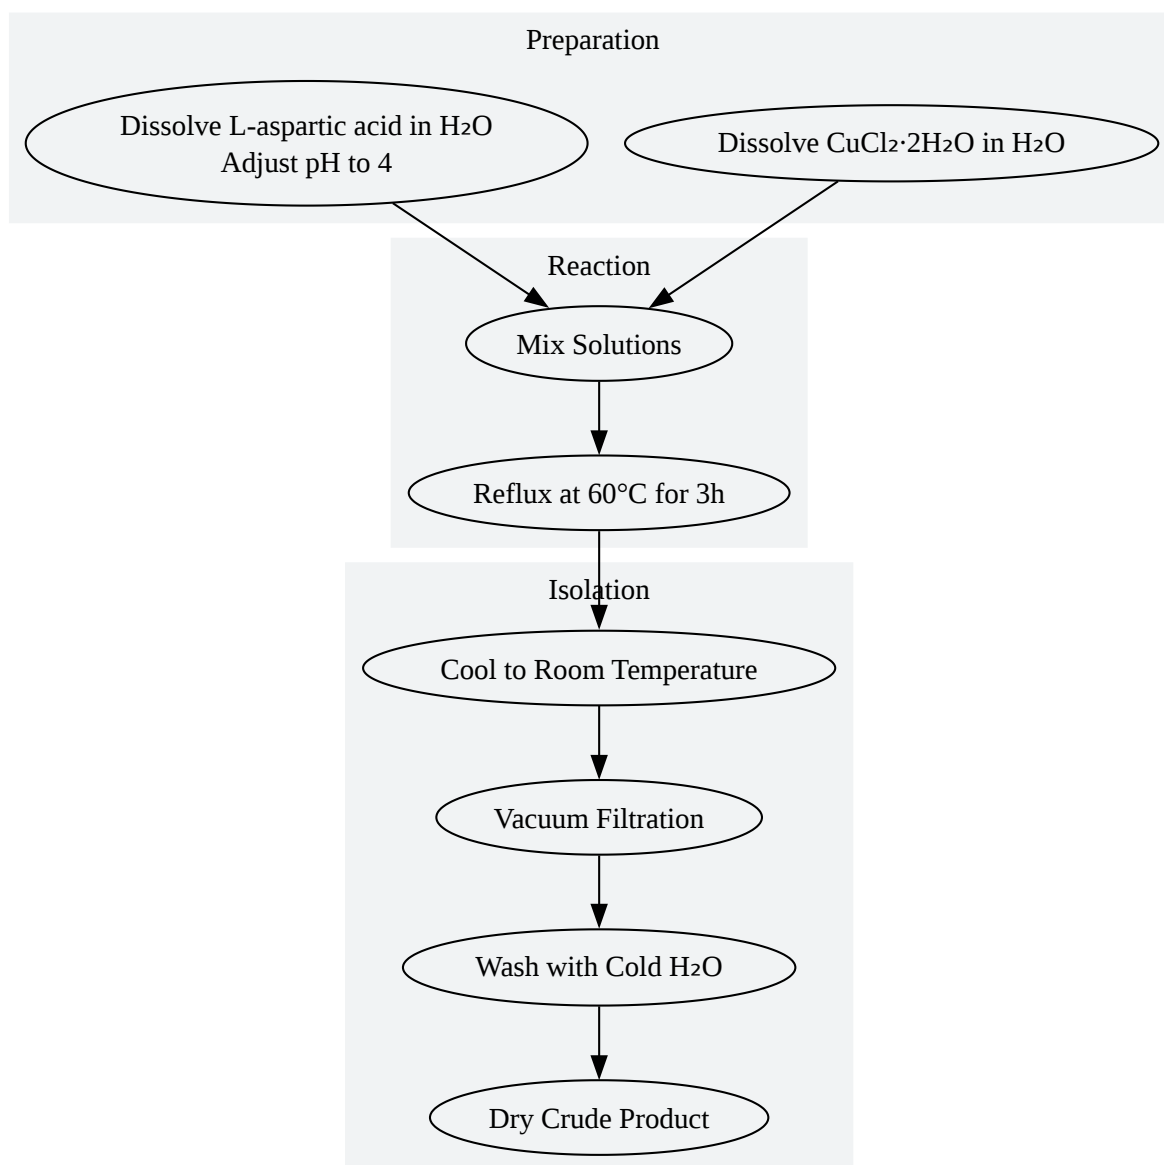 Preparation
Dissolve L-aspartic acid in H₂O
Adjust pH to 4
Dissolve CuCl₂·2H₂O in H₂O
Reaction
Mix Solutions
Reflux at 60°C for 3h
Isolation
Cool to Room Temperature
Vacuum Filtration
Wash with Cold H₂O
Dry Crude Product